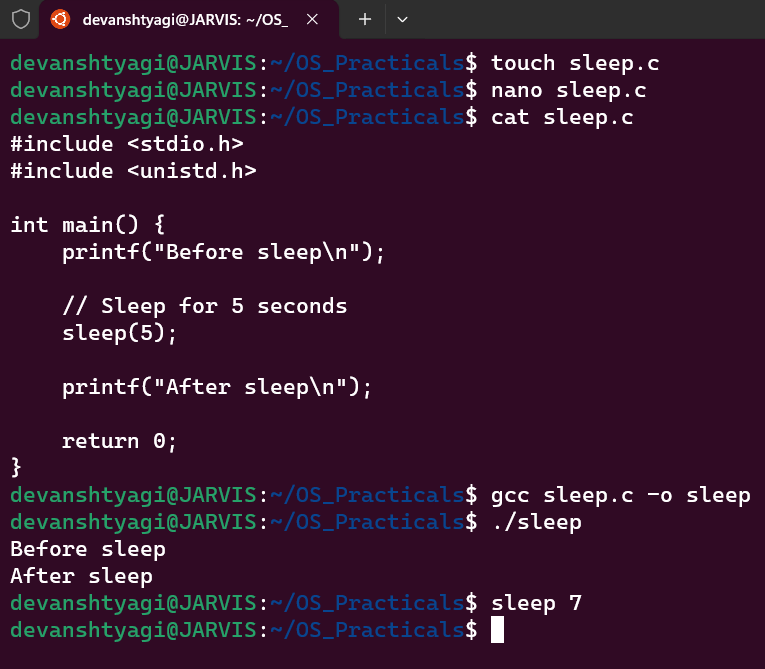 devanshtyagi@JARVIS: ~/OS_
devanshtyagi@JARVIS:~/OS_Practicals$ touch sleep.c
devanshtyagi@JARVIS:~/OS_Practicals$ nano sleep.c
devanshtyagi@JARVIS:~/OS_Practicals$ cat sleep.c
#include <stdio.h>
#include <unistd.h>

int main() {
    printf("Before sleep\n");

    // Sleep for 5 seconds
    sleep(5);

    printf("After sleep\n");

    return 0;
}
devanshtyagi@JARVIS:~/OS_Practicals$ gcc sleep.c -o sleep
devanshtyagi@JARVIS:~/OS_Practicals$ ./sleep
Before sleep
After sleep
devanshtyagi@JARVIS:~/OS_Practicals$ sleep 7
devanshtyagi@JARVIS:~/OS_Practicals$